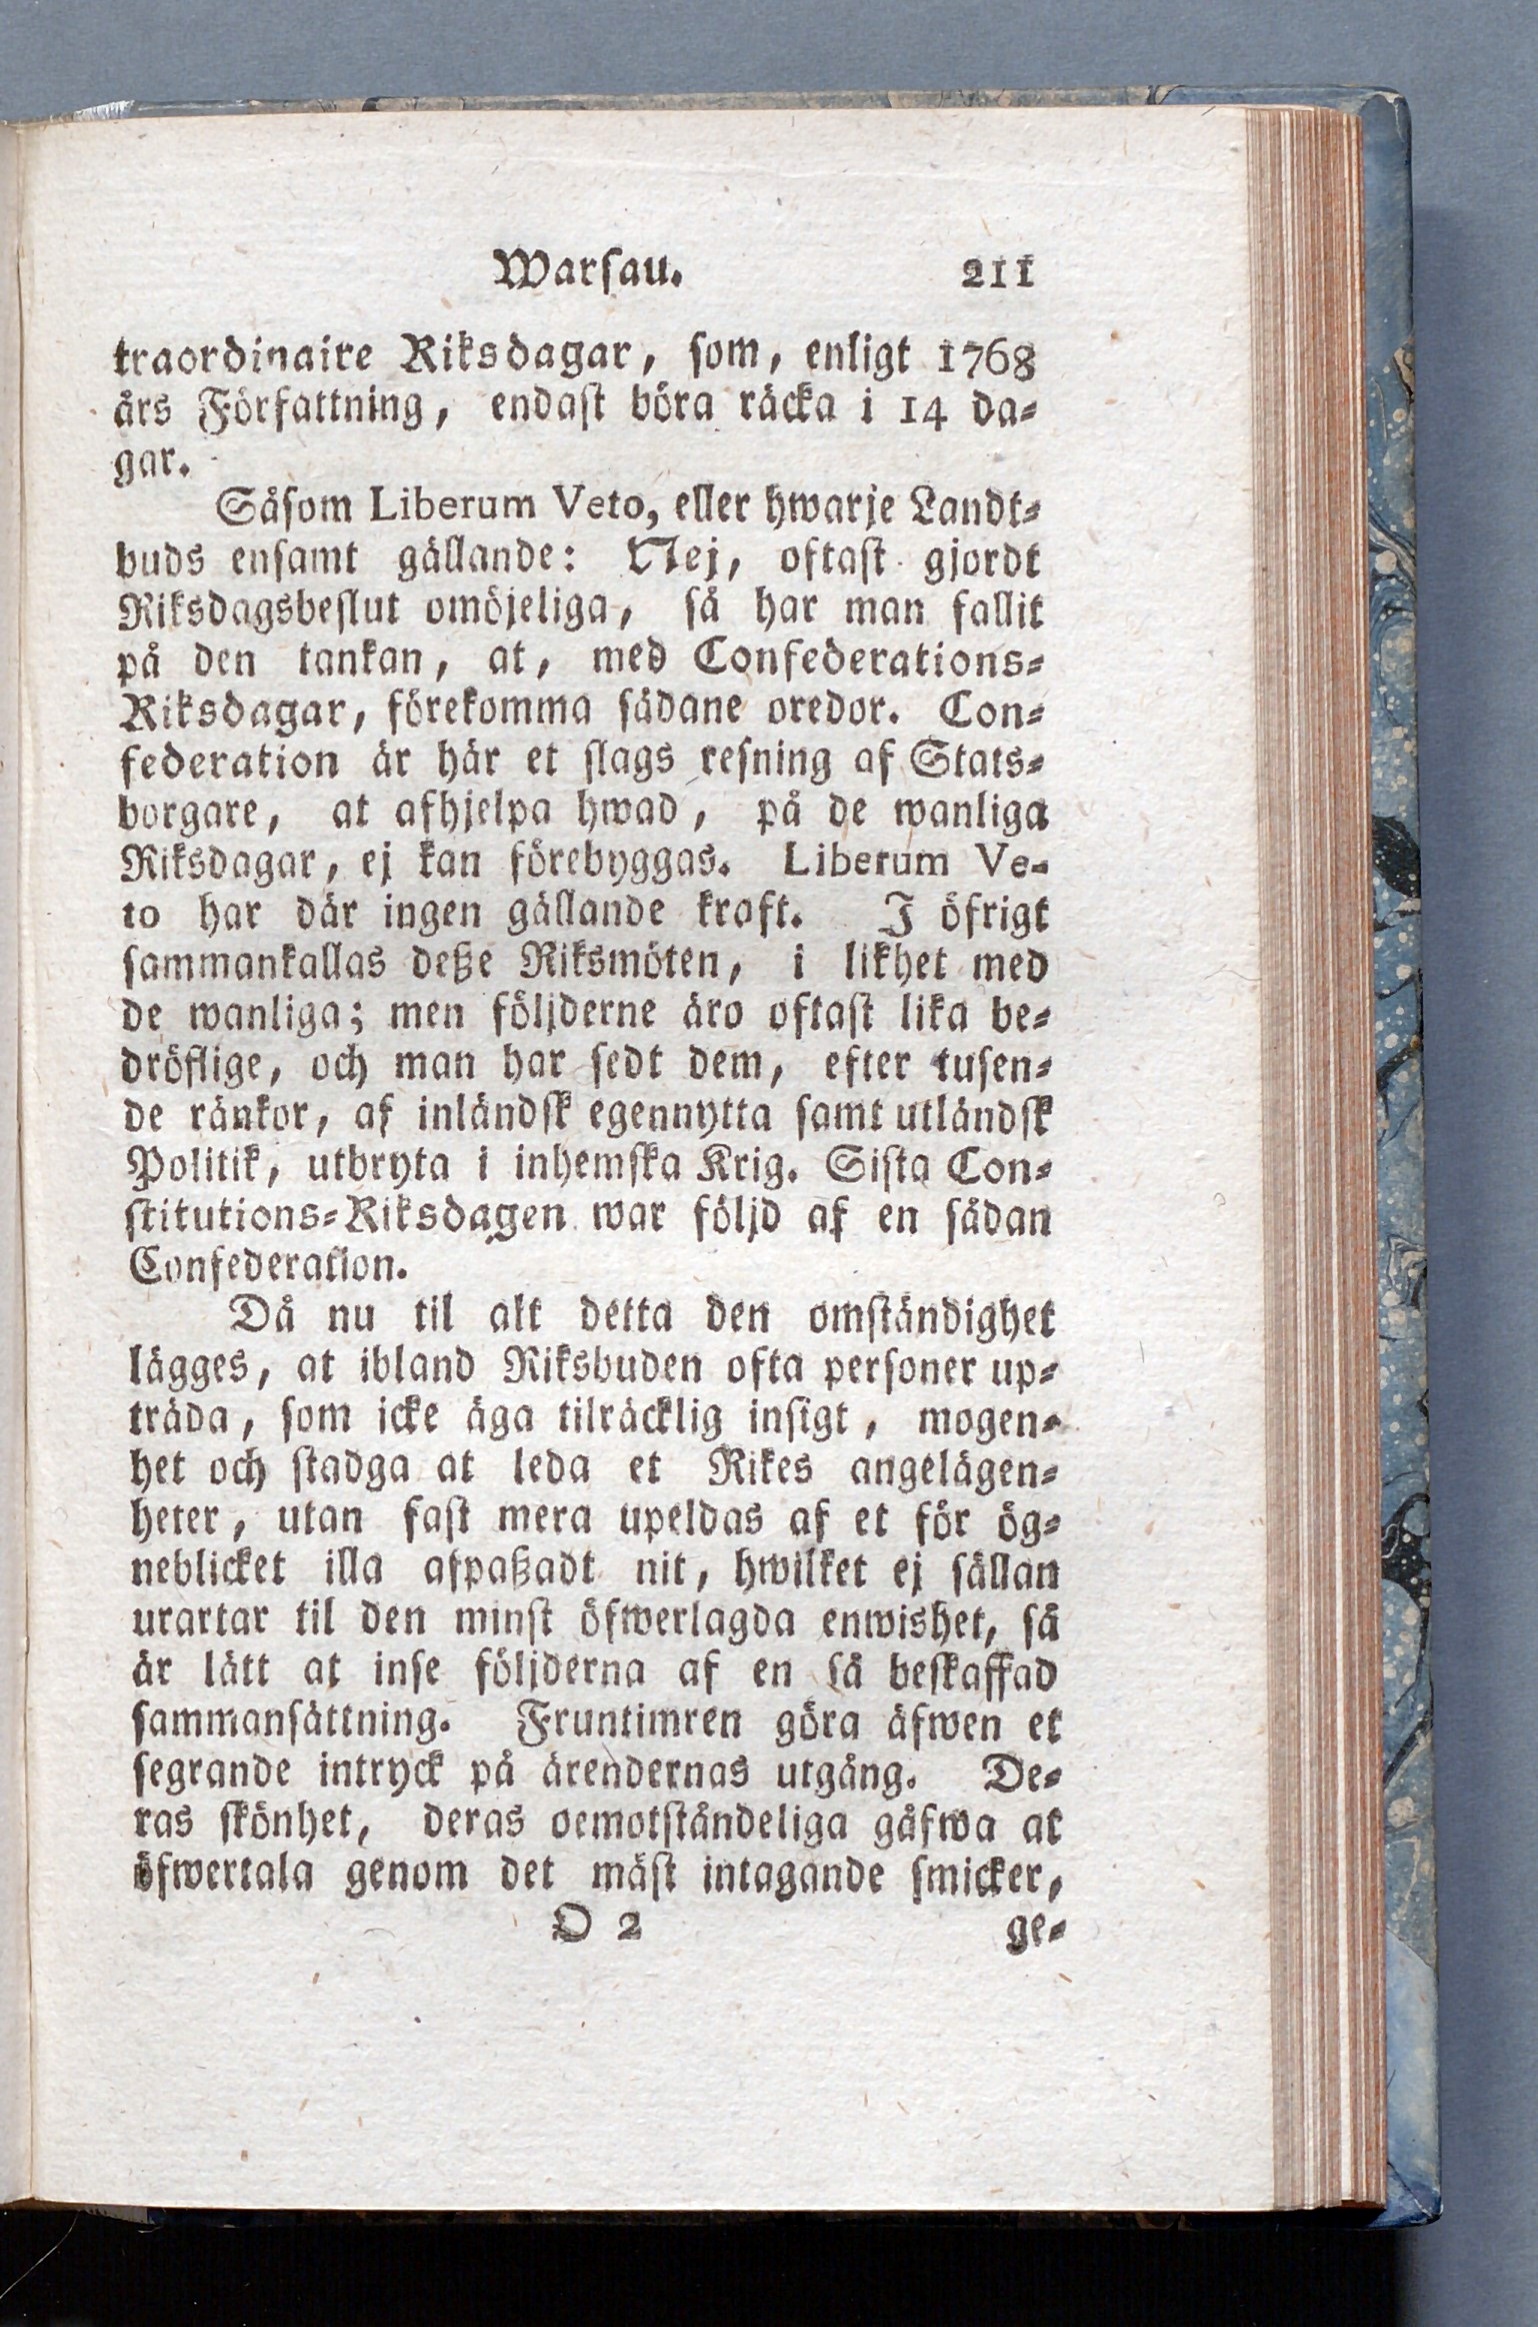 Warsau. 211
traordinaire Riksdagar, som, enligt 1768
års Författning, endast böra räcka i 14 da-
gar.
Såsom Liberum Veto, eller hwarje Landt-
buds ensamt gällande: Nej, oftast gjordt
Riksdagsbeslut omöjeliga, så har man fallit
på den tankan, at, med Confederations-
Riksdagar, förekomma sådane oredor. Con-
federation är här et slags resning af Stats-
borgare, at afhjelpa hwad, på de wanliga
Riksdagar, ej kan förebyggas. Liberum Ve-
to har där ingen gällande kraft. I öfrigt
sammankallas deße Riksmöten, i likhet med
de wanliga; men följderne äro oftast lika be-
dröflige, och man har sedt dem, efter tusen-
de ränkor, af inländsk egennytta samt utländsk
Politik, utbryta i inhemska Krig. Sista Con-
stitutions-Riksdagen war följd af en sådan
Confederation.
Då nu til alt detta den omständighet
lägges, at ibland Riksbuden ofta personer up-
träda, som icke äga tilräcklig insigt, mogen-
het och stadga at leda et Rikes angelägen-
heter, utan fast mera upeldas af et för ög-
neblicket illa afpaßadt nit, hwilket ej sällan
urartar til den minst öfwerlagda enwishet, så
är lätt at inse följderna af en så beskaffad
sammansättning. Fruntimren göra äfwen et
segrande intryck på ärendernas utgång. De-
ras skönhet, deras oemotståndeliga gåfwa at
öfwertala genom det mäst intagande smicker,
O 2 ge-